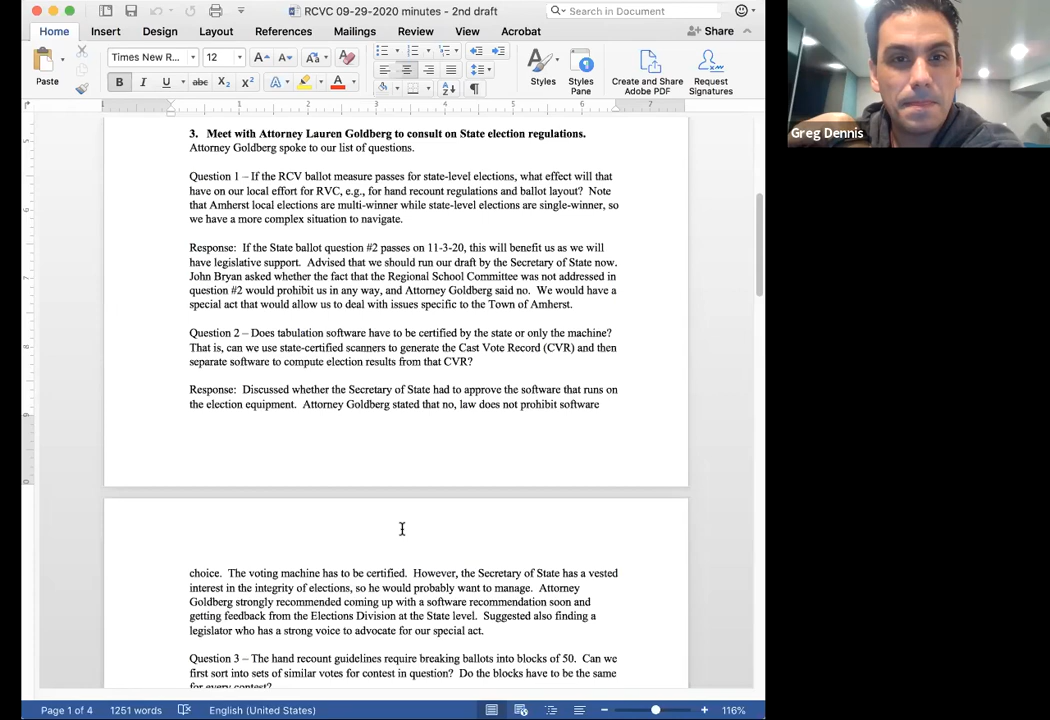 RCVC 09-29-2020 minutes - 2nd draft
Search in Document
Home Insert Design Layout References Mailings Review View Acrobat
Share
Paste
Times New R... 12
Styles
Styles Pane
Create and Share Adobe PDF
Request Signatures
B I U abc X2 X2 A A
1 1 2 3 4 5 6 7
3. Meet with Attorney Lauren Goldberg to consult on State election regulations.
Attorney Goldberg spoke to our list of questions.
Question 1 – If the RCV ballot measure passes for state-level elections, what effect will that
have on our local effort for RVC, e.g., for hand recount regulations and ballot layout? Note
that Amherst local elections are multi-winner while state-level elections are single-winner, so
we have a more complex situation to navigate.
Response: If the State ballot question #2 passes on 11-3-20, this will benefit us as we will
have legislative support. Advised that we should run our draft by the Secretary of State now.
John Bryan asked whether the fact that the Regional School Committee was not addressed in
question #2 would prohibit us in any way, and Attorney Goldberg said no. We would have a
special act that would allow us to deal with issues specific to the Town of Amherst.
Question 2 – Does tabulation software have to be certified by the state or only the machine?
That is, can we use state-certified scanners to generate the Cast Vote Record (CVR) and then
separate software to compute election results from that CVR?
Response: Discussed whether the Secretary of State had to approve the software that runs on
the election equipment. Attorney Goldberg stated that no, law does not prohibit software
choice. The voting machine has to be certified. However, the Secretary of State has a vested
interest in the integrity of elections, so he would probably want to manage. Attorney
Goldberg strongly recommended coming up with a software recommendation soon and
getting feedback from the Elections Division at the State level. Suggested also finding a
legislator who has a strong voice to advocate for our special act.
Question 3 – The hand recount guidelines require breaking ballots into blocks of 50. Can we
first sort into sets of similar votes for contest in question? Do the blocks have to be the same
for every contest?
Page 1 of 4 1251 words English (United States) 116%
Greg Dennis